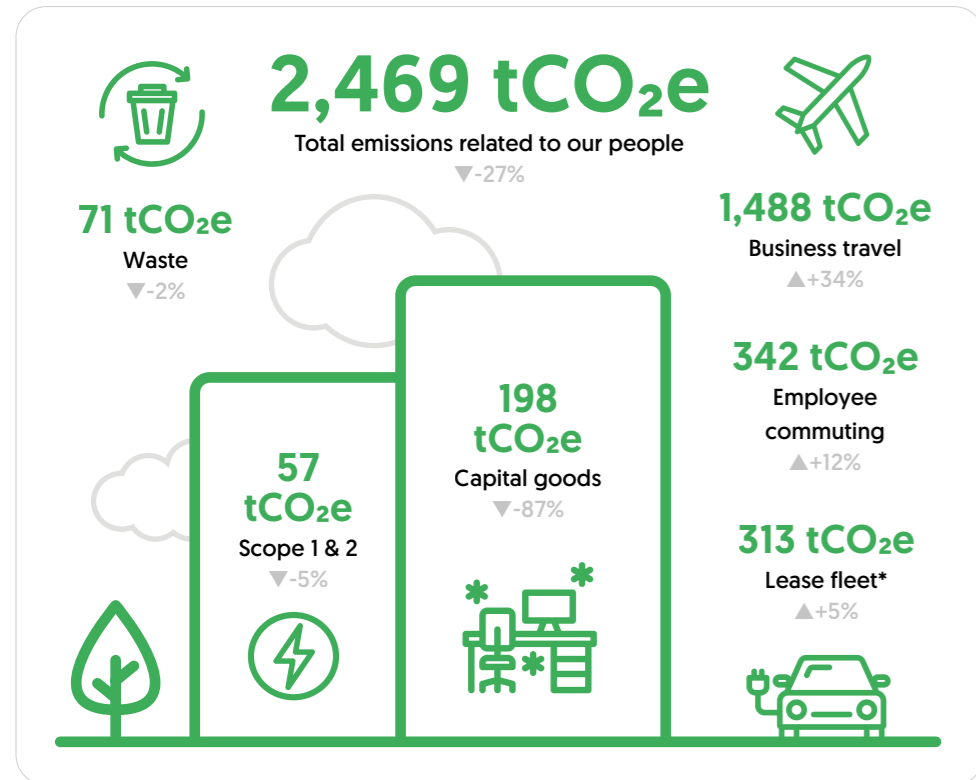 2,469 tCO₂e
Total emissions related to our people
▼-27%
71 tCO₂e
Waste
▼-2%
1,488 tCO₂e
Business travel
▲+34%
342 tCO₂e
Employee
commuting
▲+12%
313 tCO₂e
Lease fleet*
▲+5%
57
tCO₂e
Scope 1 & 2
▼-5%
198
tCO₂e
Capital goods
▼-87%